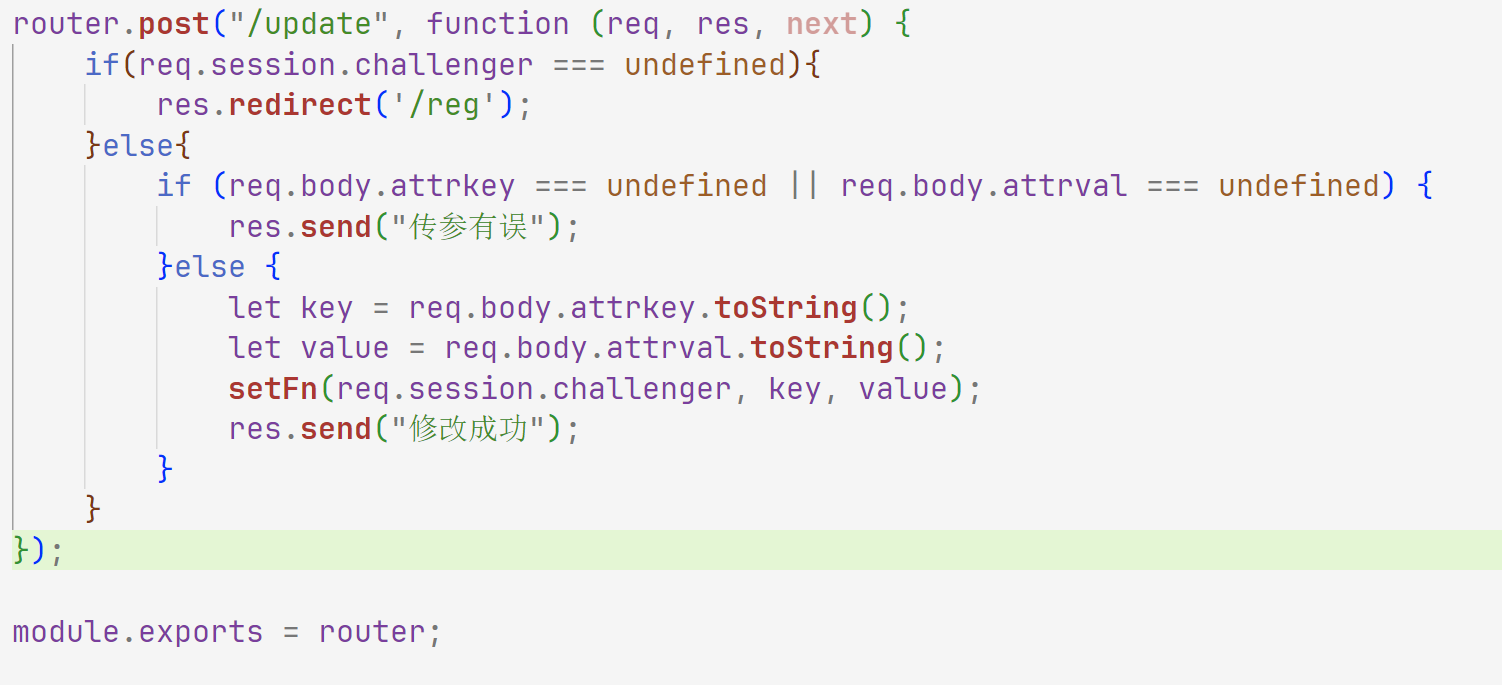 router.post("/update", function (req, res, next) {
    if(req.session.challenger === undefined){
        res.redirect('/reg');
    }else{
        if (req.body.attrkey === undefined || req.body.attrval === undefined) {
            res.send("传参有误");
        }else {
            let key = req.body.attrkey.toString();
            let value = req.body.attrval.toString();
            setFn(req.session.challenger, key, value);
            res.send("修改成功");
        }
    }
});
module.exports = router;